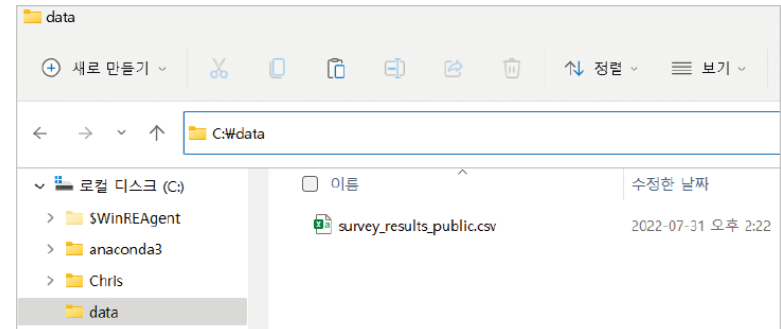 data
새로 만들기
정렬
보기
C:₩data
로컬 디스크 (C:)
이름
수정한 날짜
$WinREAgent
survey_results_public.csv
2022-07-31 오후 2:22
anaconda3
Chris
data